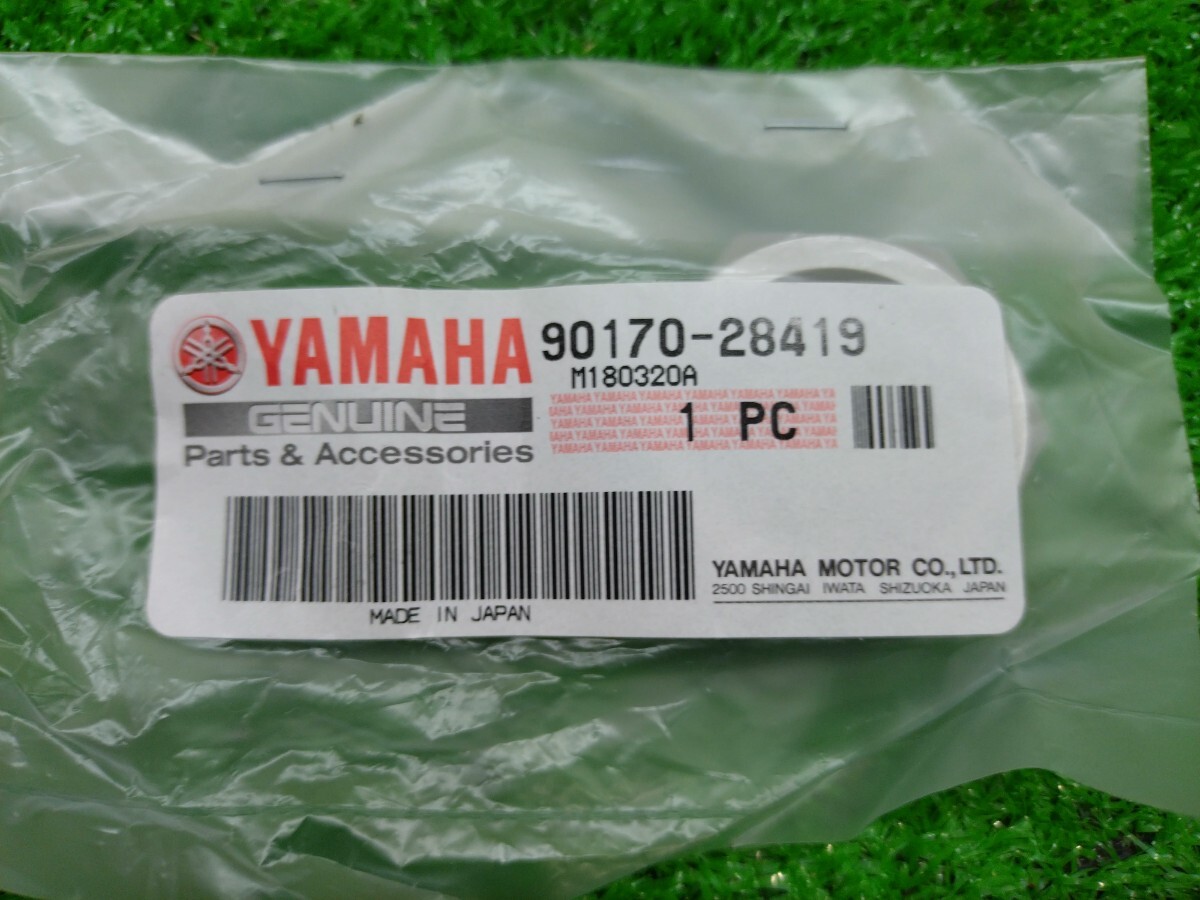 YAMAHA 90170-28419
M180320A
GENUINE
1 PC
Parts & Accessories
YAMAHA MOTOR CO., LTD.
2500 SHINGAI IWATA SHIZUOKA JAPAN
MADE IN JAPAN